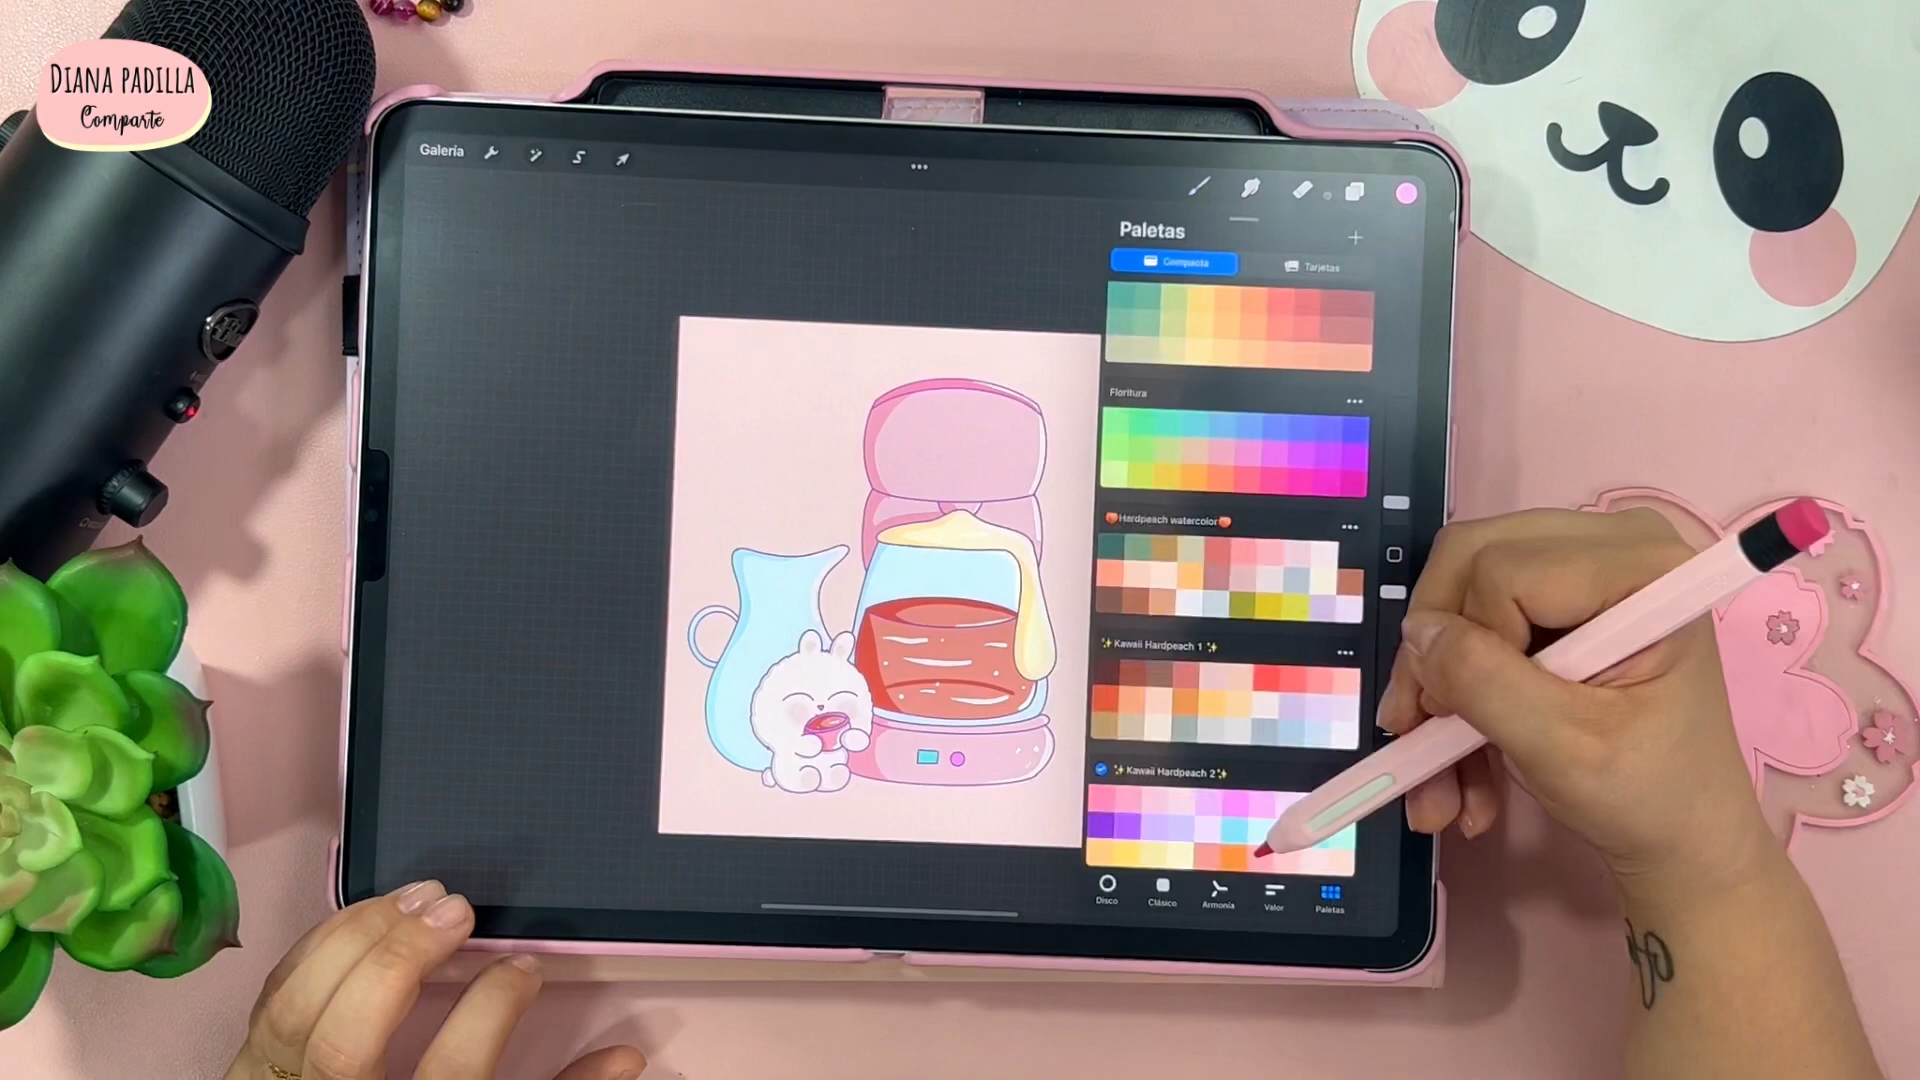 DIANA PADILLA
Comparte
Galería
Paletas
Compacta
Tarjetas
Floritura
Hardpeach watercolor
✨Kawaii Hardpeach 1 ✨
✨Kawaii Hardpeach 2✨
Disco
Clásico
Armonía
Valor
Paletas